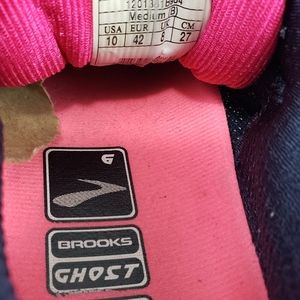 Medium(B)
USA EUR UK CM
10 42 8 27
G
BROOKS
GHOST